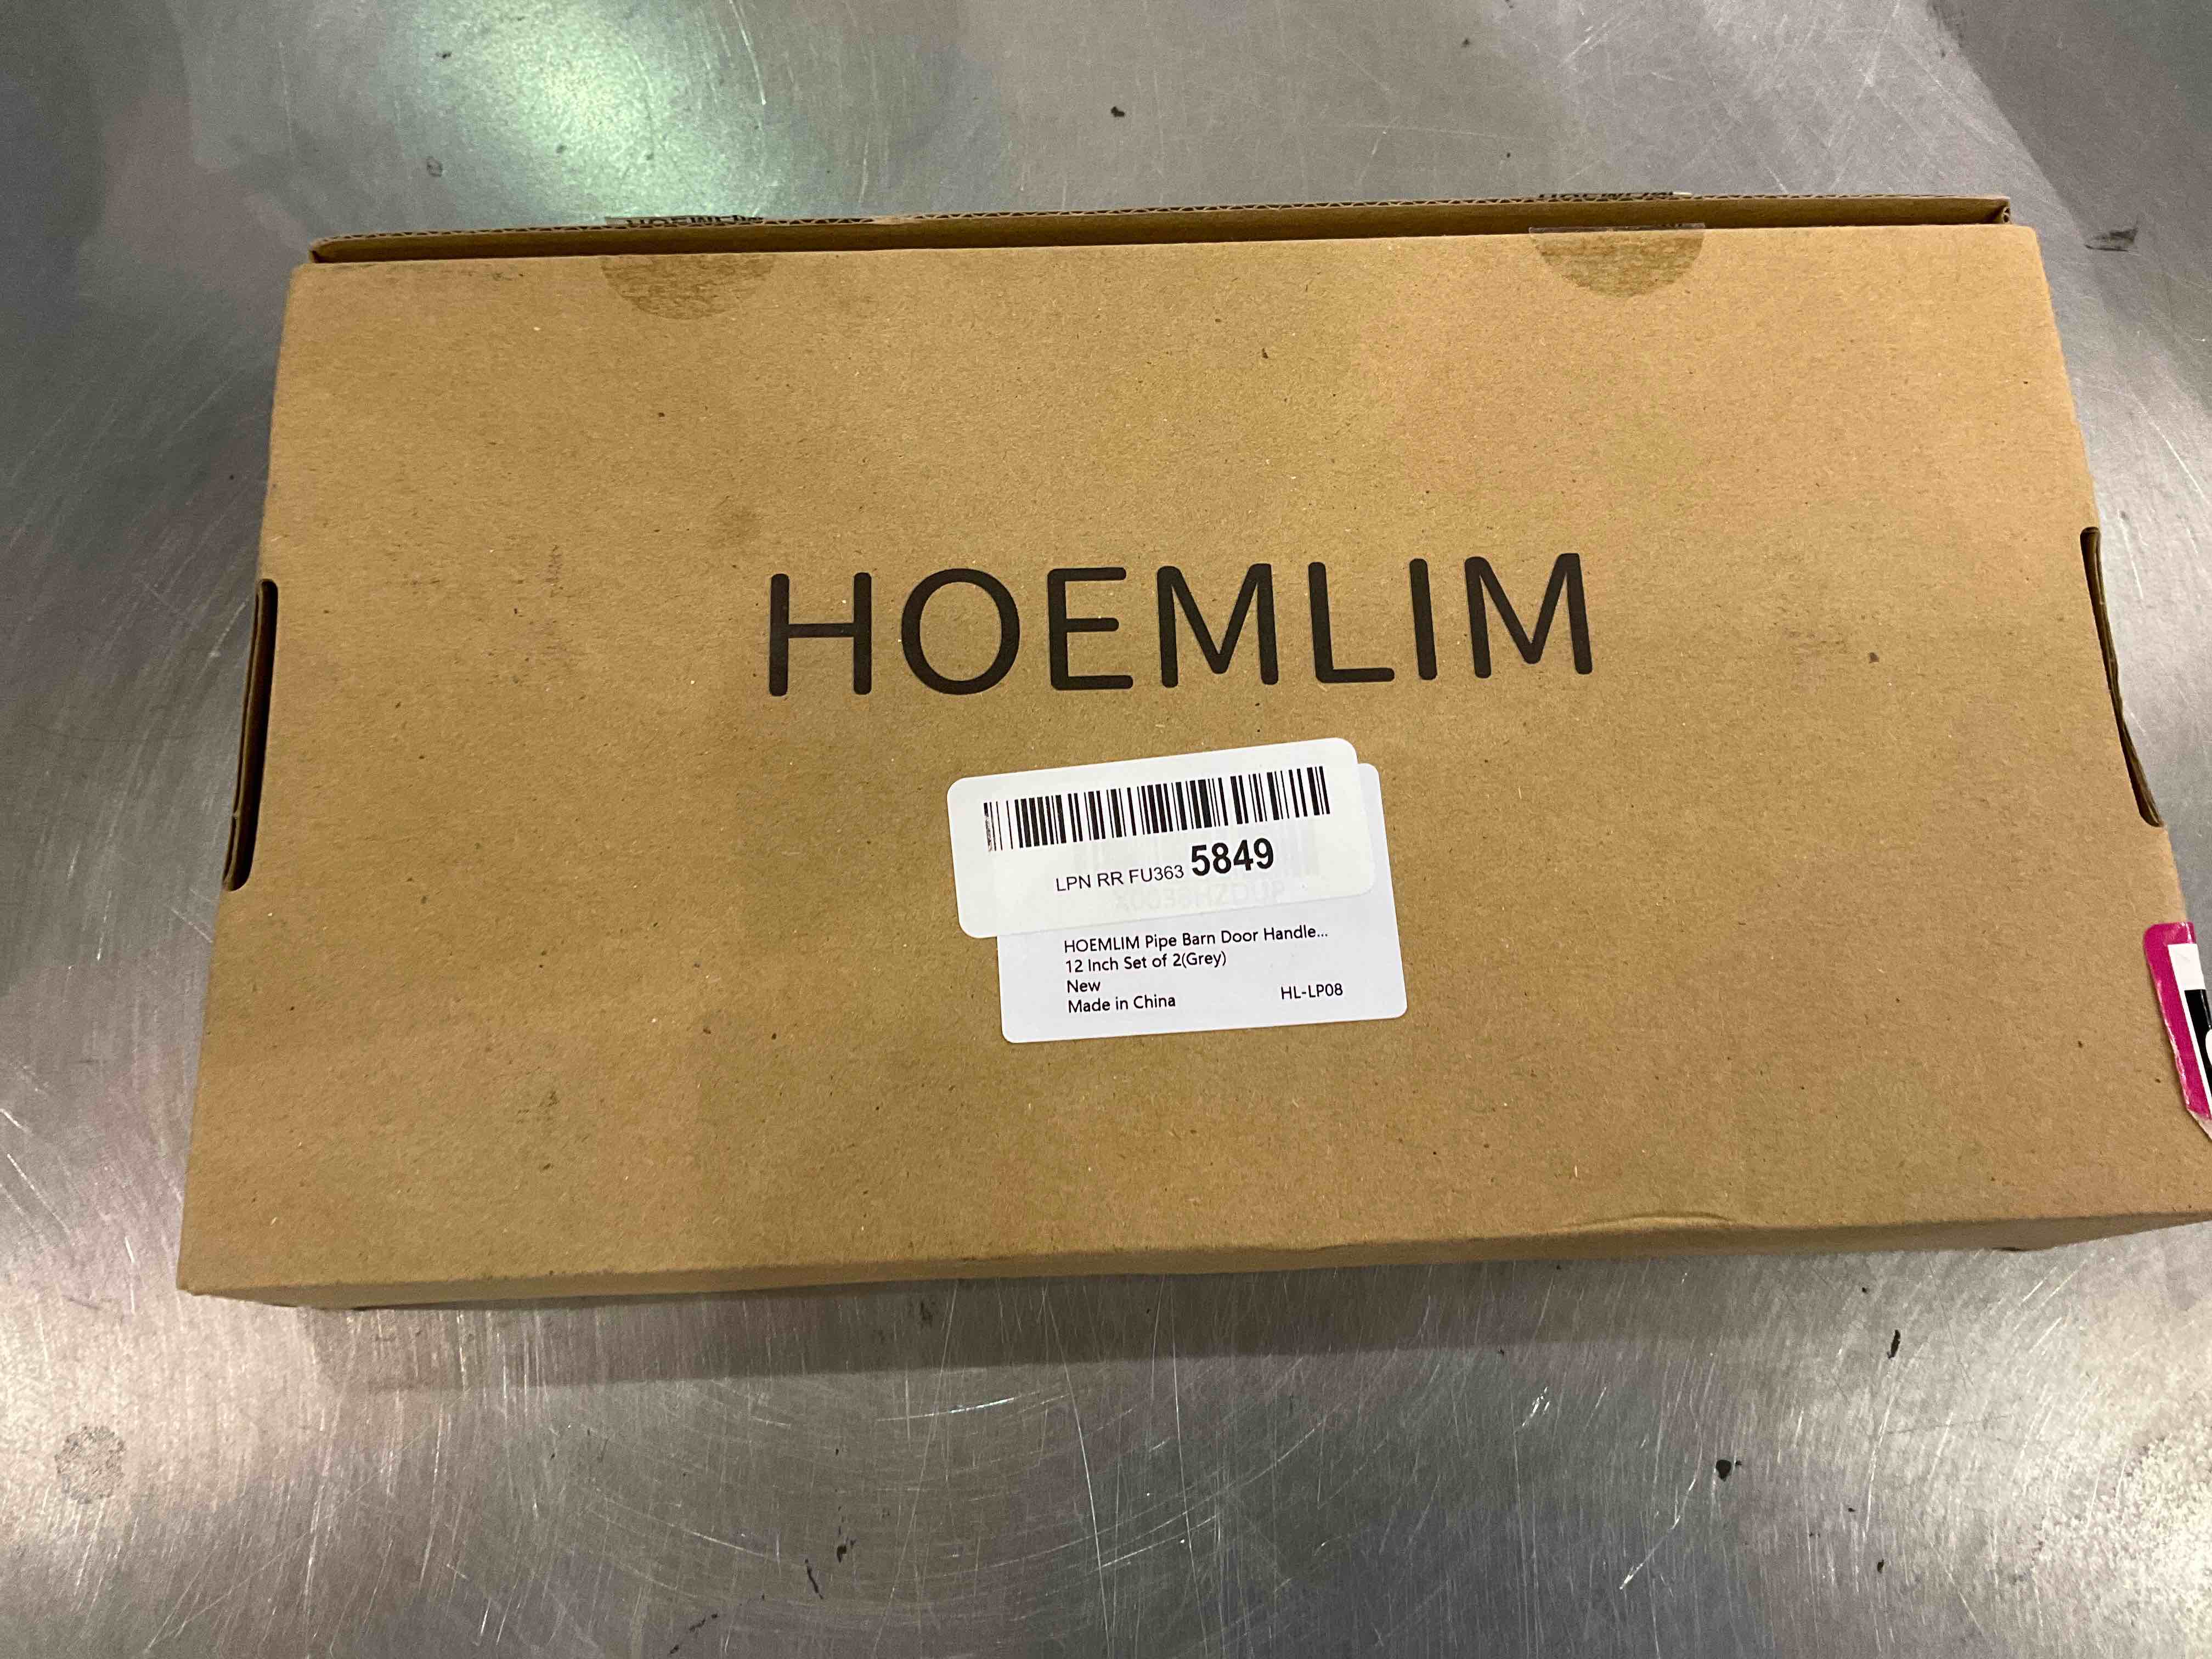 HOEMLIM
LPN RR FU363 5849
HOEMLIM Pipe Barn Door Handle...
12 Inch Set of 2(Grey)
New
Made in China HL-LP08